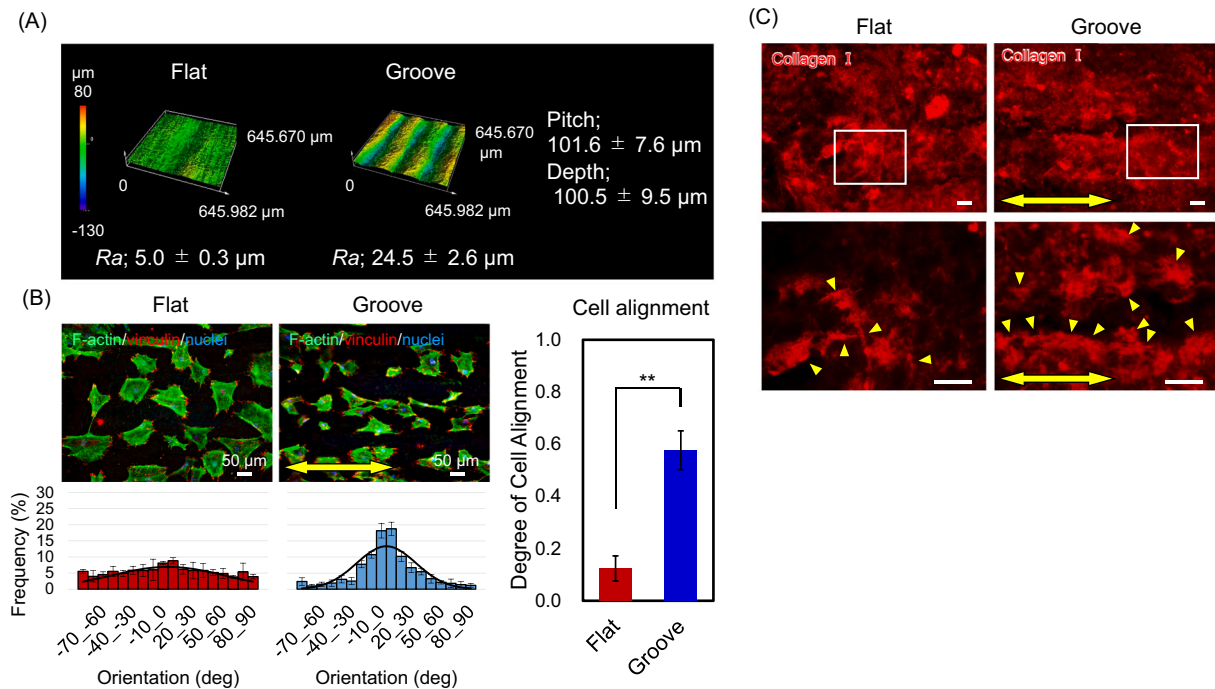 (A)
µm
80
-130
Flat
0
645.670 µm
645.982 µm
Ra; 5.0 ± 0.3 µm
Groove
0
645.670
µm
645.982 µm
Ra; 24.5 ± 2.6 µm
Pitch;
101.6 ± 7.6 µm
Depth;
100.5 ± 9.5 µm
(B)
Flat
F-actin/vinculin/nuclei
50 µm
Groove
F-actin/vinculin/nuclei
50 µm
Frequency (%)
30
25
20
15
10
5
0
-70_-60
-40_-30
-10_0
20_30
50_60
80_90
Orientation (deg)
-70_-60
-40_-30
-10_0
20_30
50_60
80_90
Orientation (deg)
Cell alignment
Degree of Cell Alignment
1.0
0.8
0.6
0.4
0.2
0.0
**
Flat
Groove
(C)
Flat
Collagen I
Groove
Collagen I